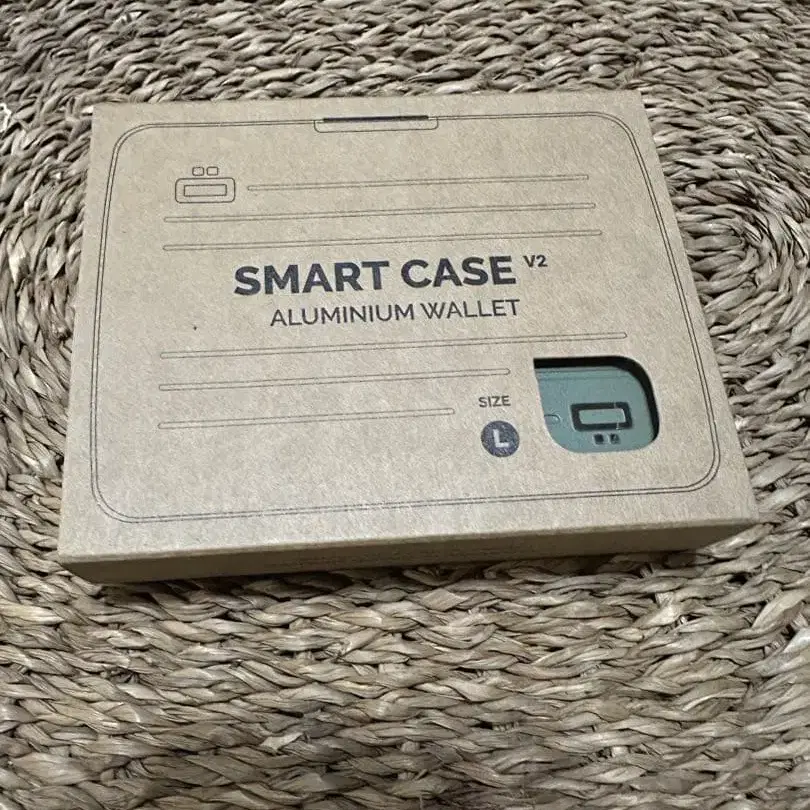 SMART CASE V2
ALUMINIUM WALLET
SIZE
L